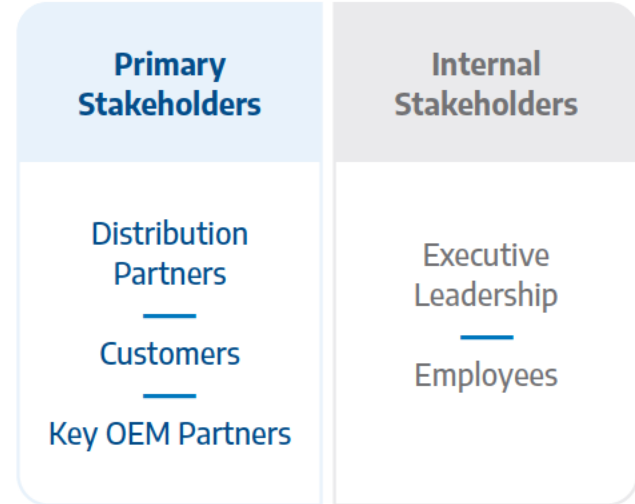 Primary
Stakeholders
Distribution
Partners
Customers
Key OEM Partners
Internal
Stakeholders
Executive
Leadership
Employees